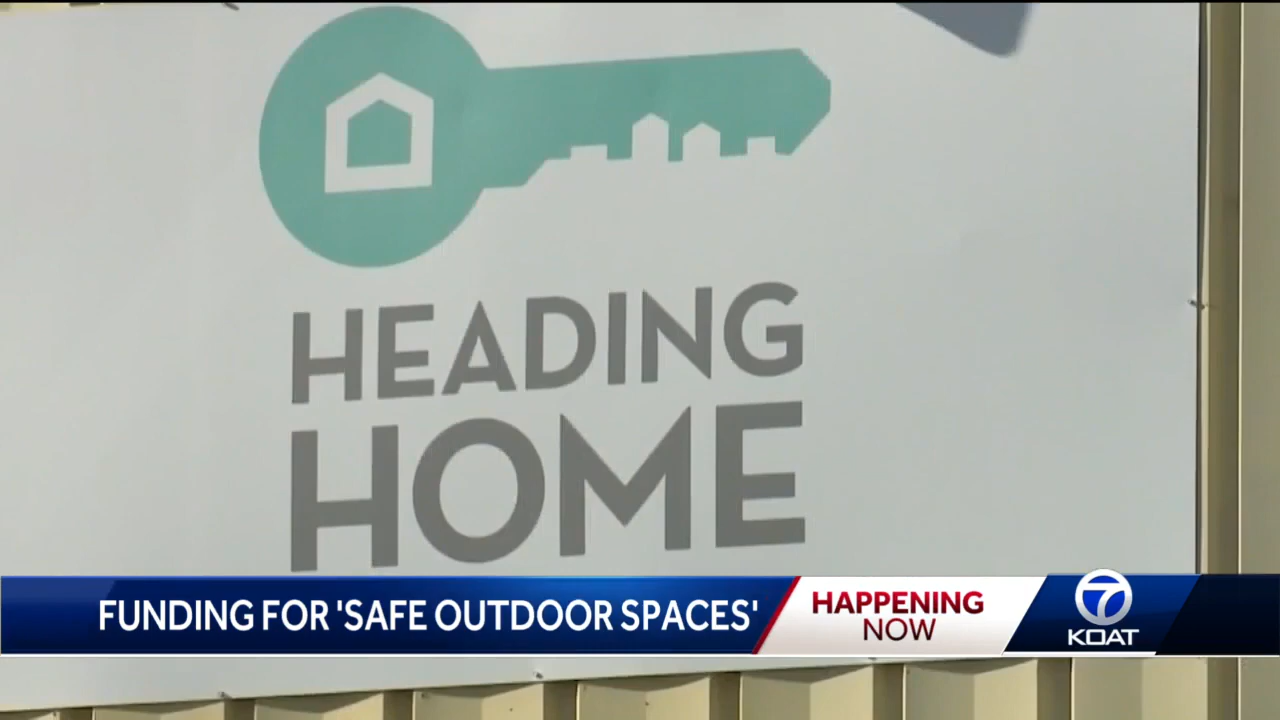 HEADING
HOME
FUNDING FOR 'SAFE OUTDOOR SPACES'
HAPPENING
NOW
7
KOAT